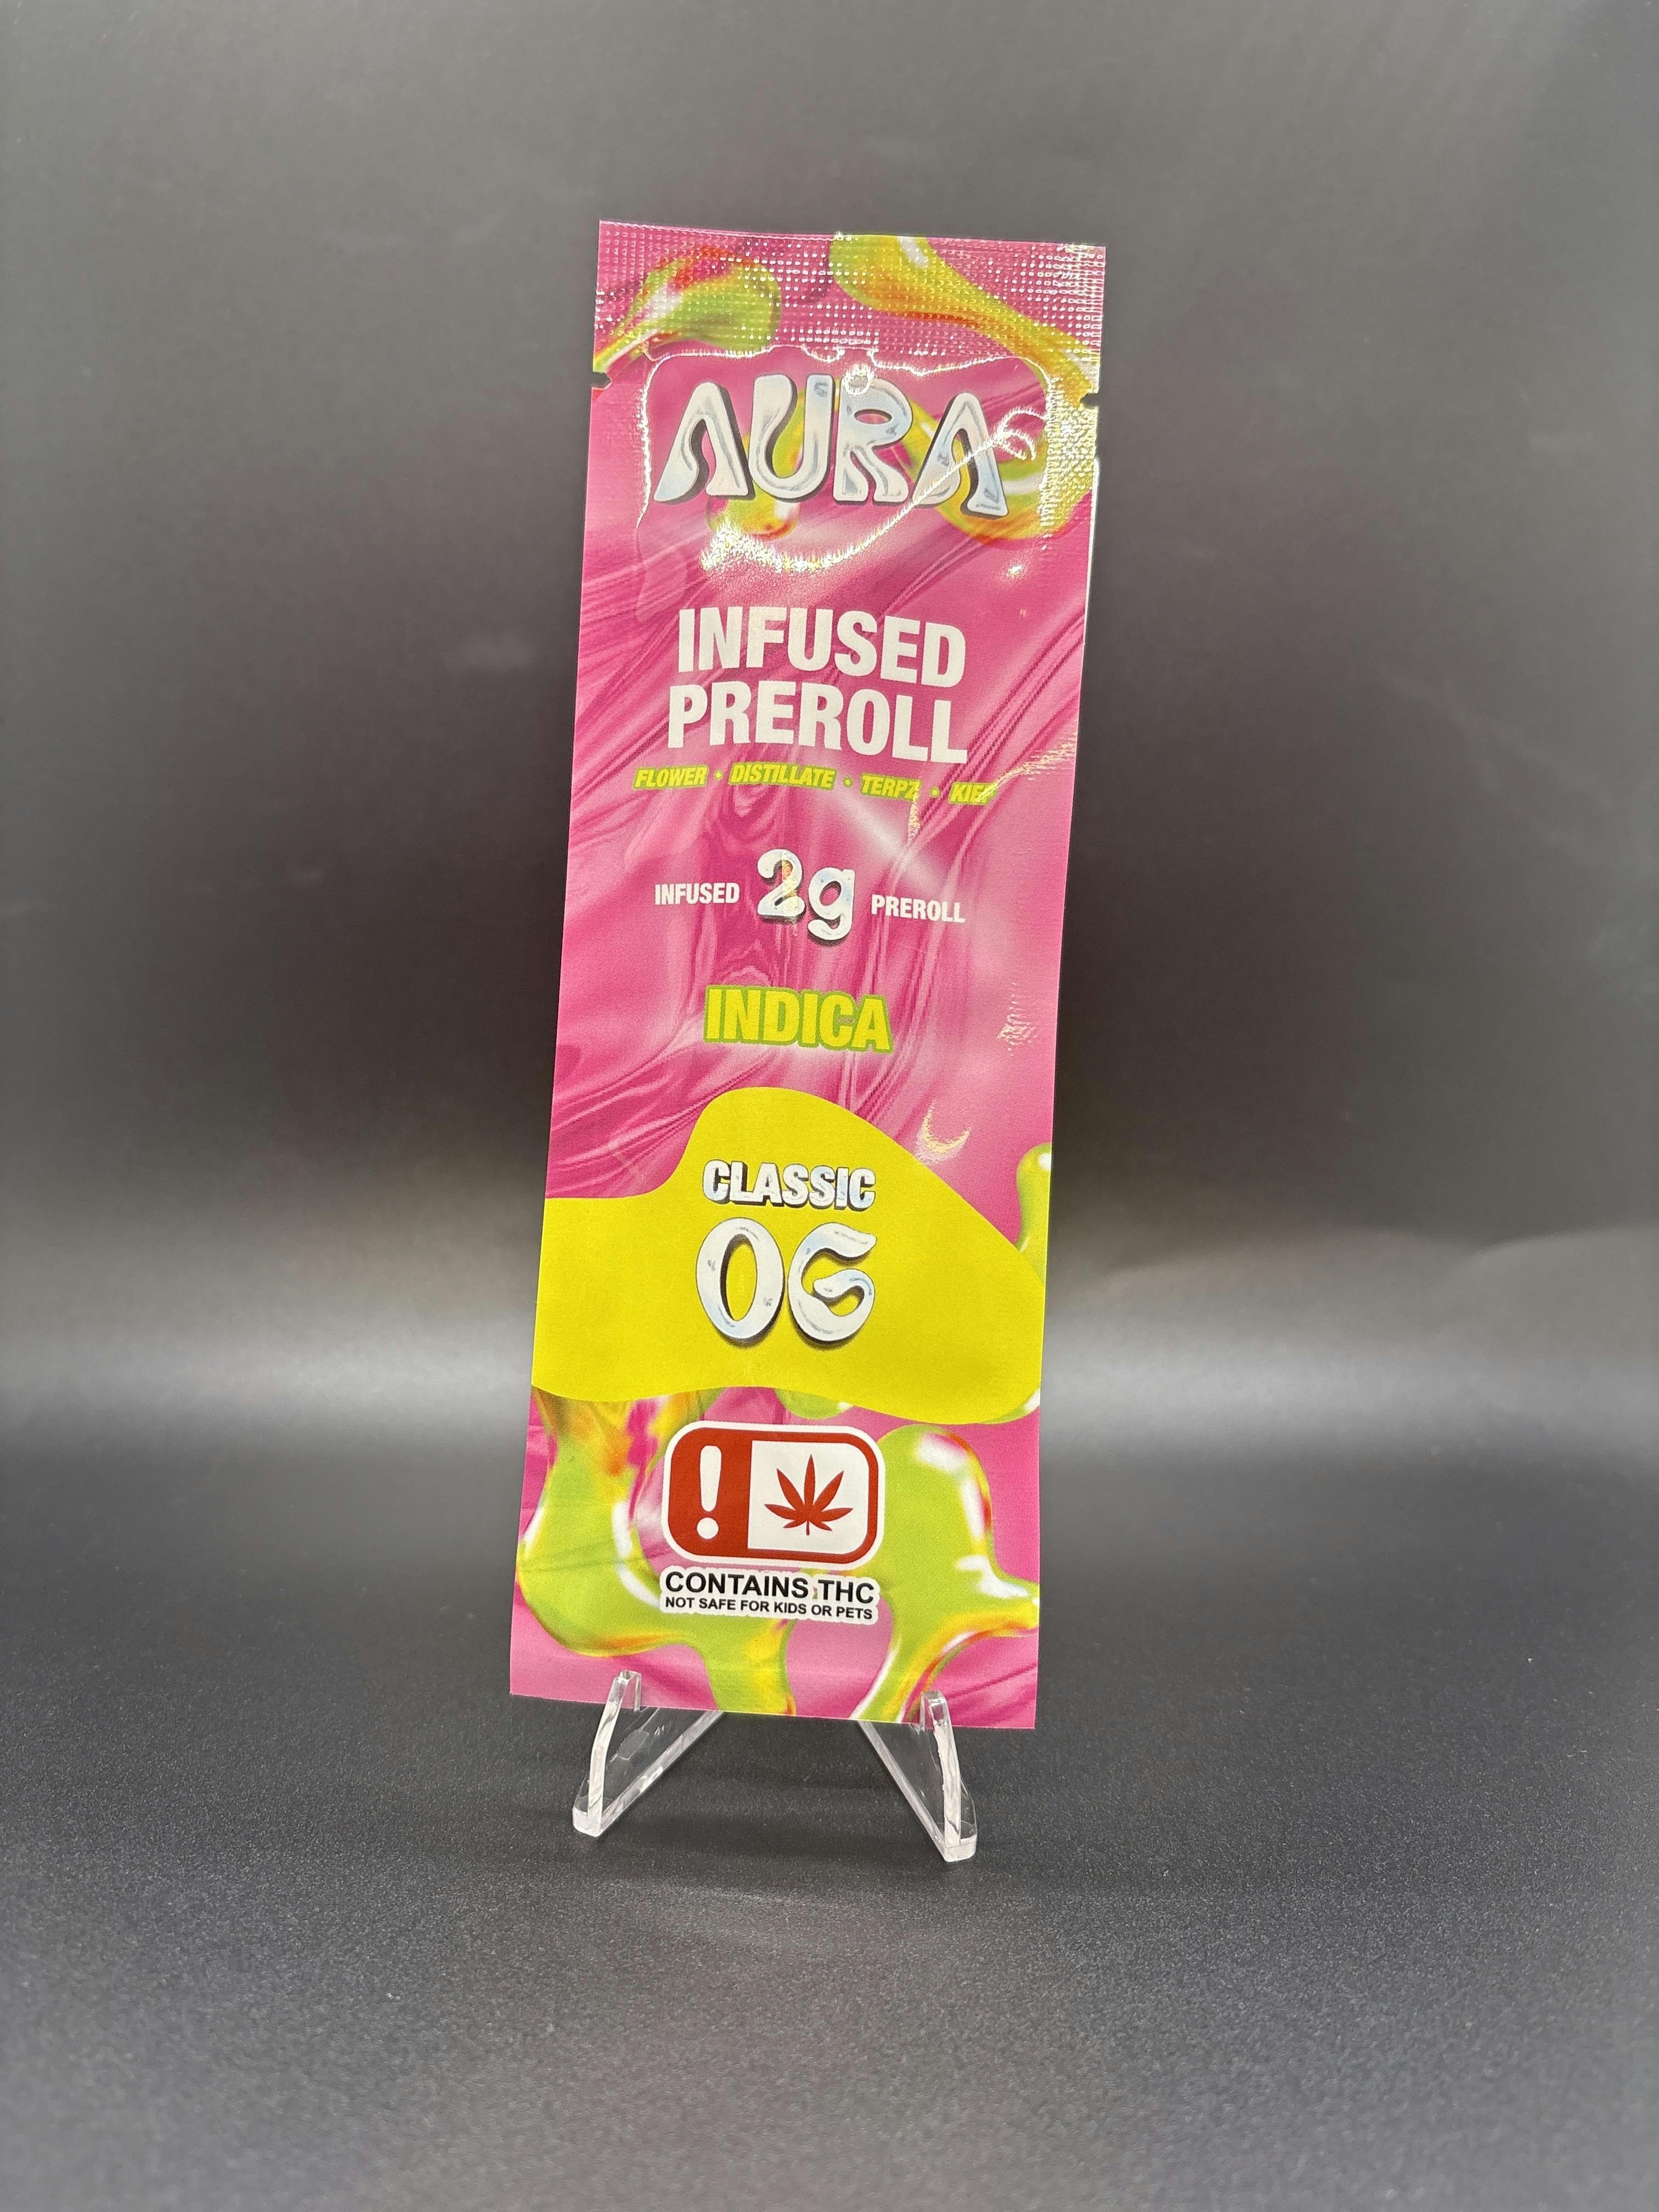 AURA
INFUSED
PREROLL
FLOWER • DISTILLATE • TERPZ • KIEF
INFUSED 2g PREROLL
INDICA
CLASSIC
OG
!
CONTAINS THC
NOT SAFE FOR KIDS OR PETS